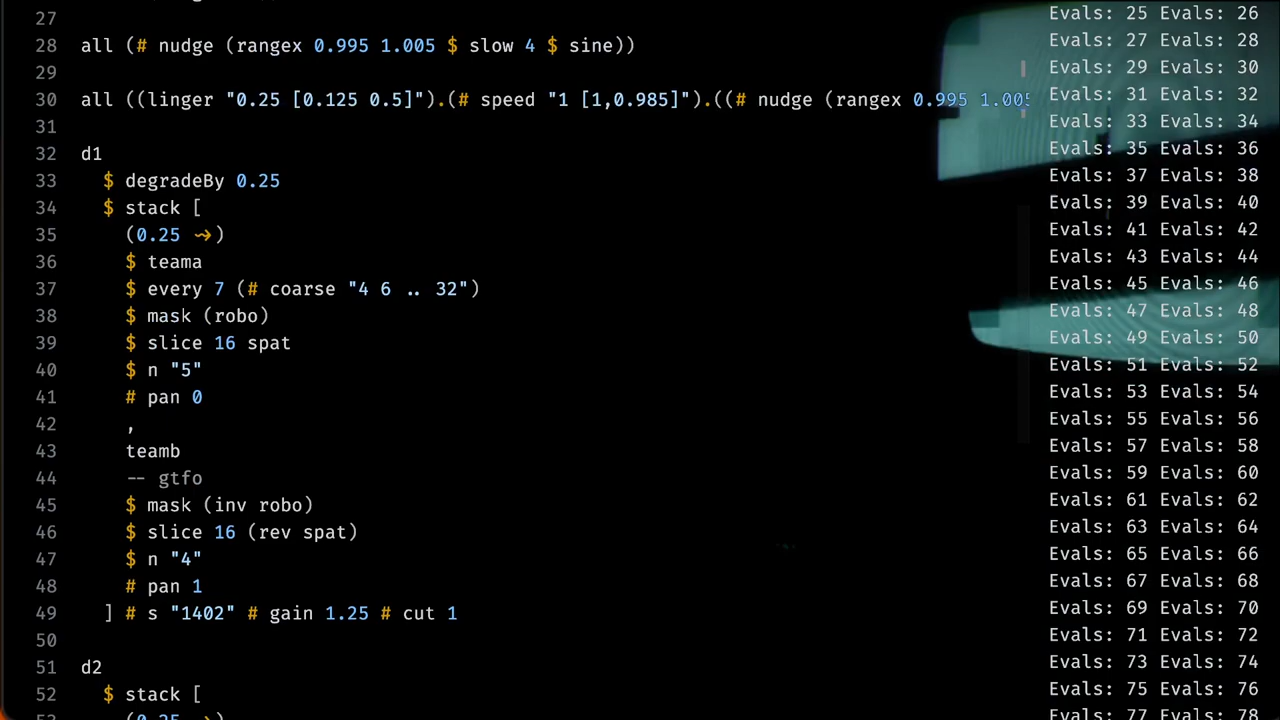 27
28 all (# nudge (rangex 0.995 1.005 $ slow 4 $ sine))
29
30 all ((linger "0.25 [0.125 0.5]").(# speed "1 [1,0.985]").((# nudge (rangex 0.995 1.005
31
32 d1
33 $ degradeBy 0.25
34 $ stack [
35 (0.25 ~>)
36 $ teama
37 $ every 7 (# coarse "4 6 .. 32")
38 $ mask (robo)
39 $ slice 16 spat
40 $ n "5"
41 # pan 0
42 ,
43 teamb
44 -- gtfo
45 $ mask (inv robo)
46 $ slice 16 (rev spat)
47 $ n "4"
48 # pan 1
49 ] # s "1402" # gain 1.25 # cut 1
50
51 d2
52 $ stack [
53 (0.25 ~>)
Evals: 25 Evals: 26
Evals: 27 Evals: 28
Evals: 29 Evals: 30
Evals: 31 Evals: 32
Evals: 33 Evals: 34
Evals: 35 Evals: 36
Evals: 37 Evals: 38
Evals: 39 Evals: 40
Evals: 41 Evals: 42
Evals: 43 Evals: 44
Evals: 45 Evals: 46
Evals: 47 Evals: 48
Evals: 49 Evals: 50
Evals: 51 Evals: 52
Evals: 53 Evals: 54
Evals: 55 Evals: 56
Evals: 57 Evals: 58
Evals: 59 Evals: 60
Evals: 61 Evals: 62
Evals: 63 Evals: 64
Evals: 65 Evals: 66
Evals: 67 Evals: 68
Evals: 69 Evals: 70
Evals: 71 Evals: 72
Evals: 73 Evals: 74
Evals: 75 Evals: 76
Evals: 77 Evals: 78